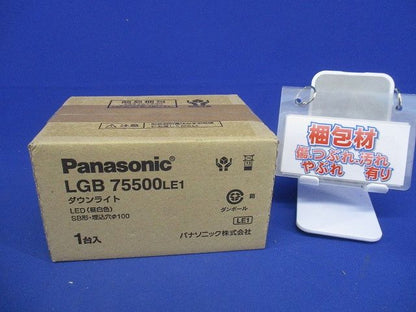 Panasonic
LGB 75500LE1
ダウンライト
LED(昼白色)
SB形・埋込穴φ100
1台入
ダンボール
LE1
パナソニック株式会社
梱包材
傷つぶれ・汚れ
やぶれ 有り